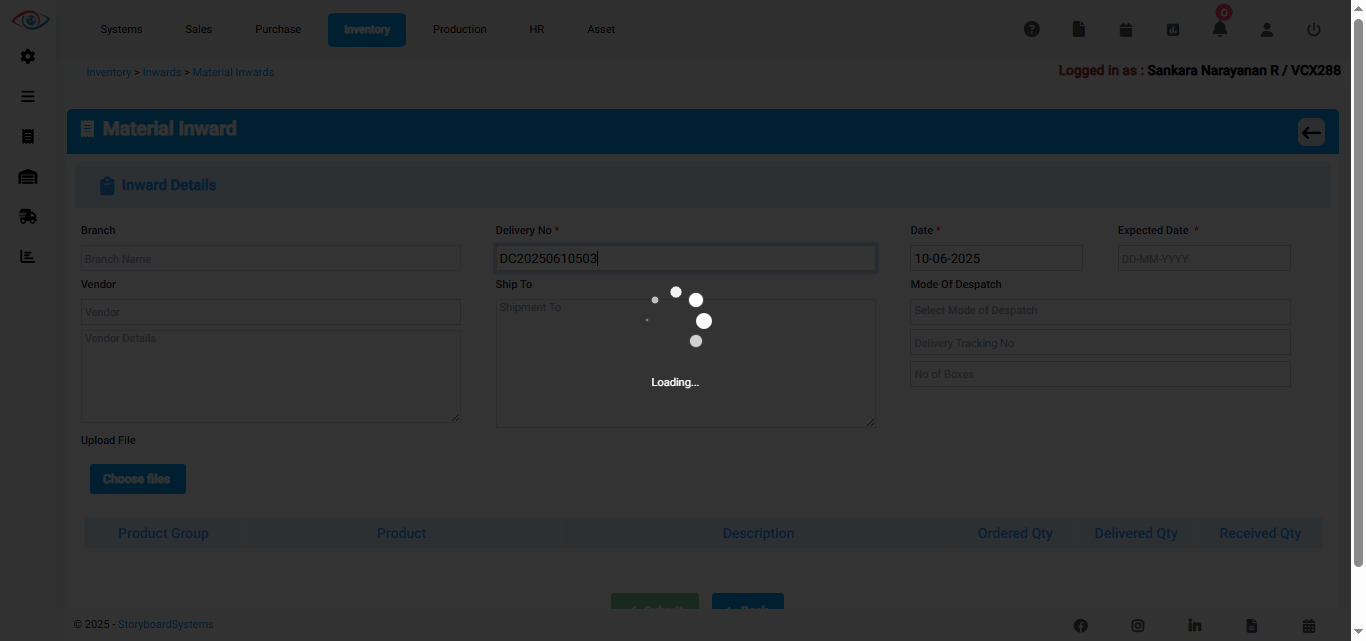 0
Systems Sales Purchase Inventory Production HR Asset
Inventory > Inwards > Material Inwards
Logged in as : Sankara Narayanan R / VCX288
Material Inward
Inward Details
Branch Delivery No * Date * Expected Date *
Branch Name DC20250610503 10-06-2025 DD-MM-YYYY
Vendor Ship To Mode Of Despatch
Vendor Shipment To Select Mode of Despatch
Vendor Details Delivery Tracking No
No of Boxes
Loading...
Upload File
Choose files
Product Group Product Description Ordered Qty Delivered Qty Received Qty
Submit Back
© 2025 - StoryboardSystems